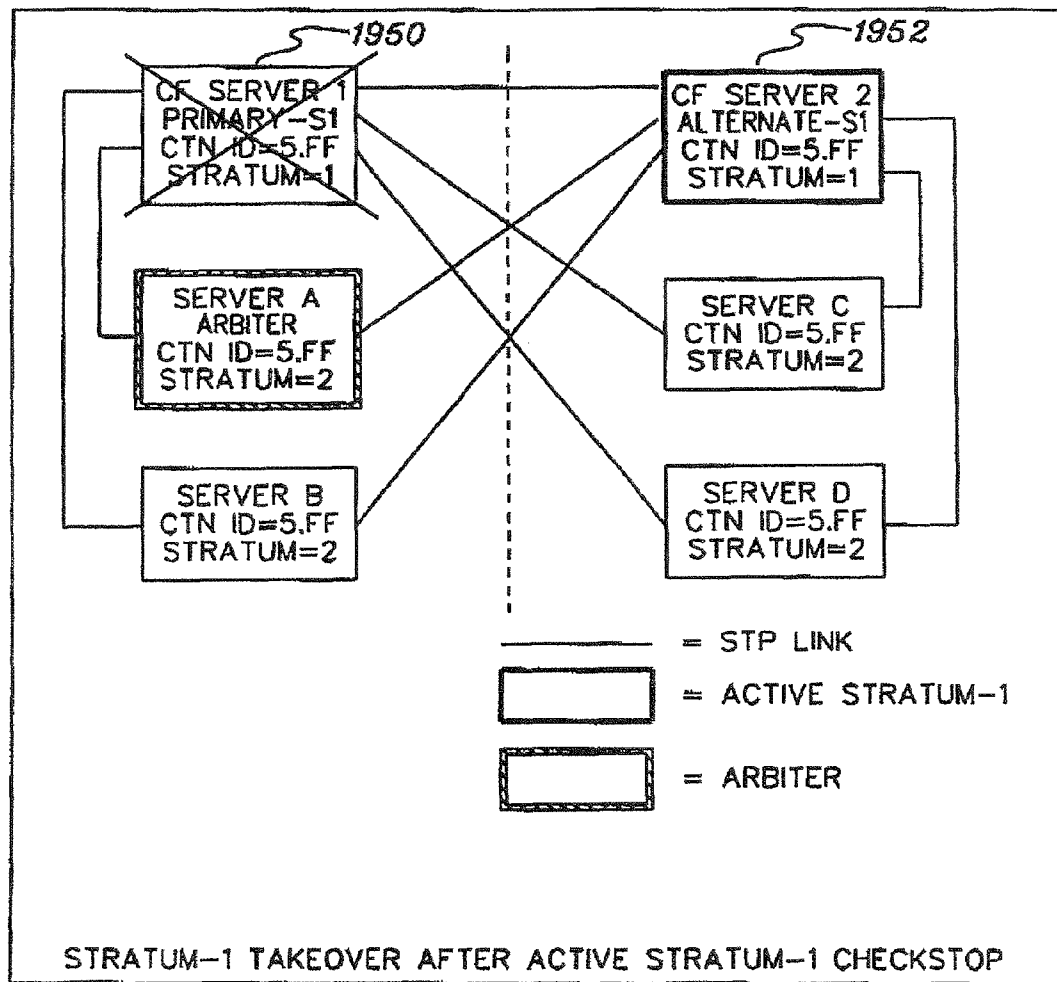 1950
1952
CF SERVER 1
PRIMARY-S1
CTN ID=5.FF
STRATUM=1
CF SERVER 2
ALTERNATE-S1
CTN ID=5.FF
STRATUM=1
SERVER A
ARBITER
CTN ID=5.FF
STRATUM=2
SERVER C
CTN ID=5.FF
STRATUM=2
SERVER B
CTN ID=5.FF
STRATUM=2
SERVER D
CTN ID=5.FF
STRATUM=2
= STP LINK
= ACTIVE STRATUM-1
= ARBITER
STRATUM-1 TAKEOVER AFTER ACTIVE STRATUM-1 CHECKSTOP